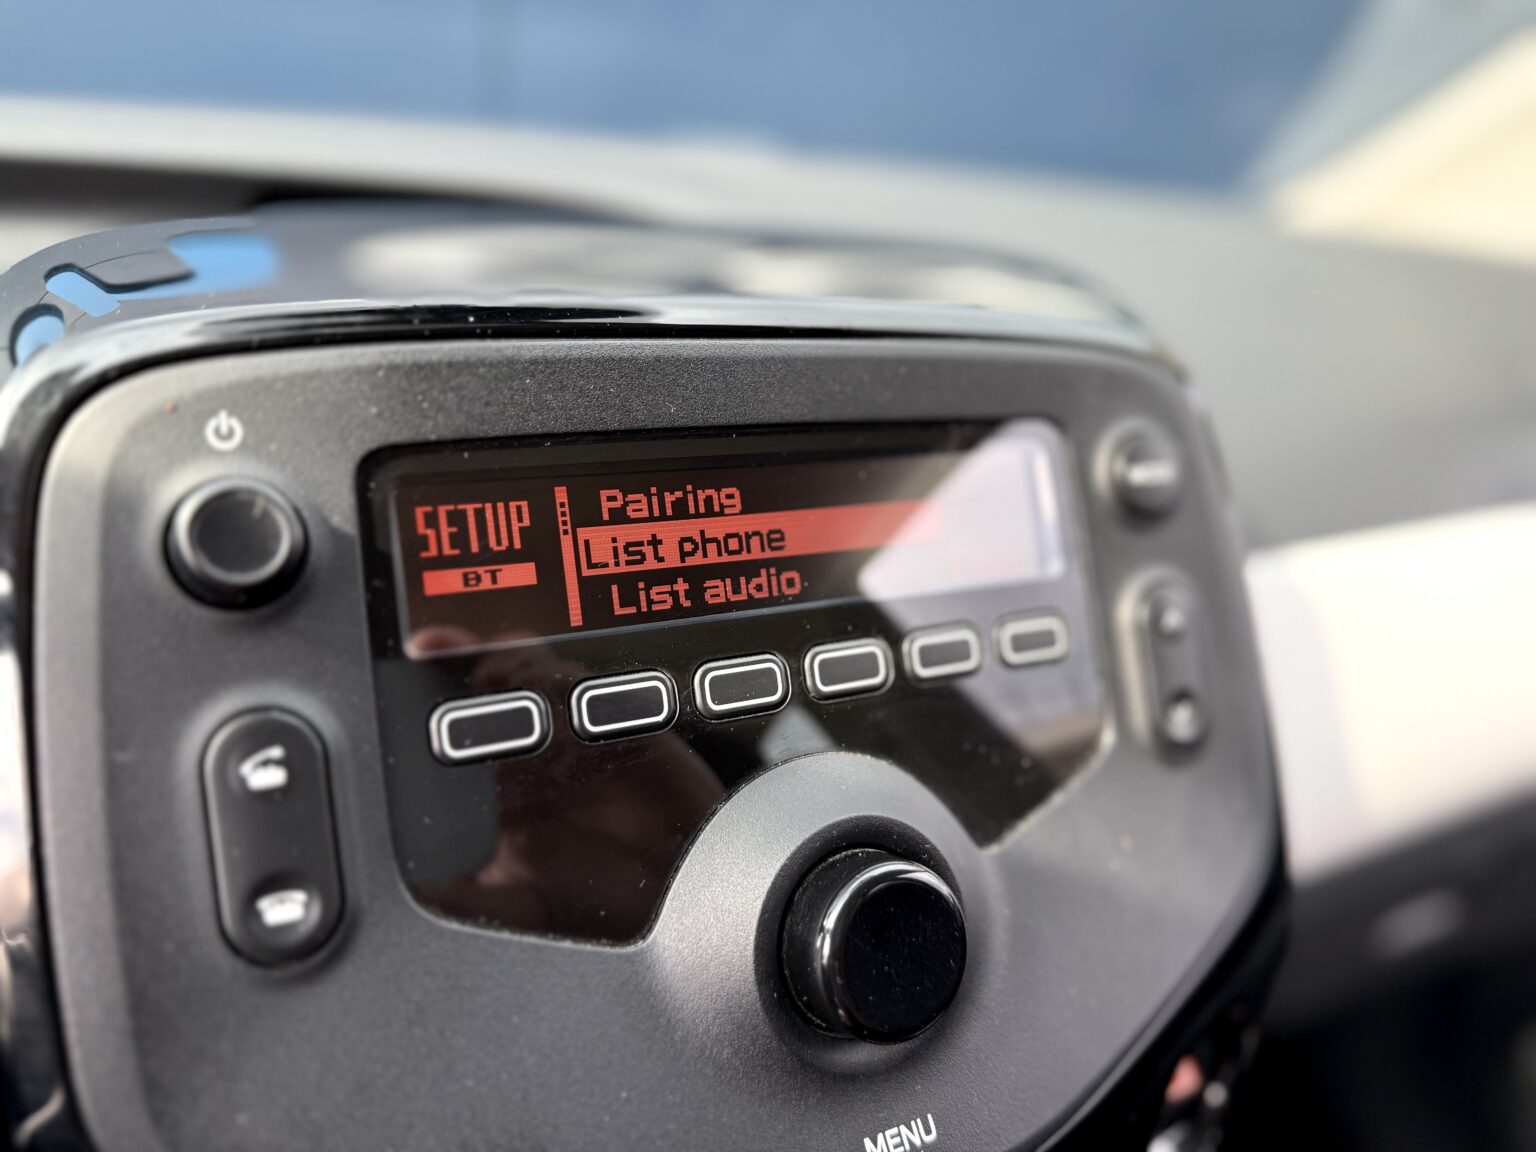 SETUP
BT
Pairing
List phone
List audio
MENU